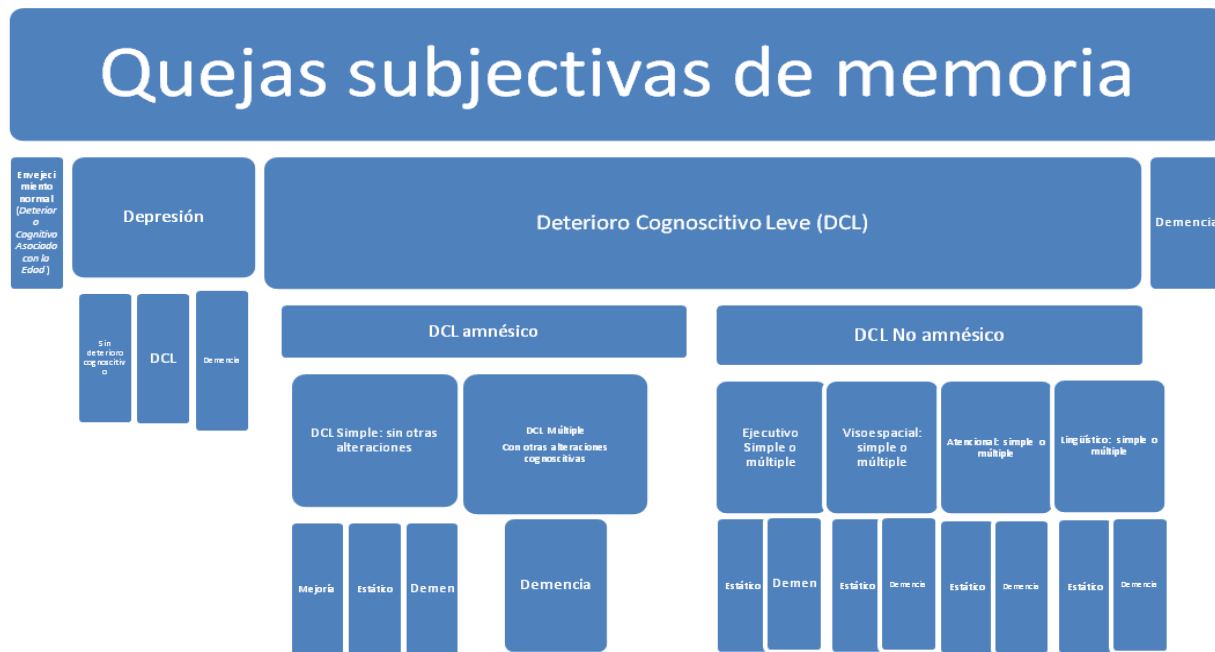 Quejas subjectivas de memoria
Envejeci
miento
normal
(Deterior
o
Cognitivo
Asociado
con la
Edad)
Depresión
Deterioro Cognoscitivo Leve (DCL)
Demencia
Sin
deterioro
cognoscitiv
o
DCL
Demencia
DCL amnésico
DCL No amnésico
DCL Simple: sin otras
alteraciones
DCL Múltiple
Con otras alteraciones
cognoscitivas
Ejecutivo
Simple o
múltiple
Visoespacial:
simple o
múltiple
Atencional: simple o
múltiple
Lingüístico: simple o
múltiple
Mejoría
Estático
Demen
Demencia
Estático
Demen
Estático
Demencia
Estático
Demencia
Estático
Demencia